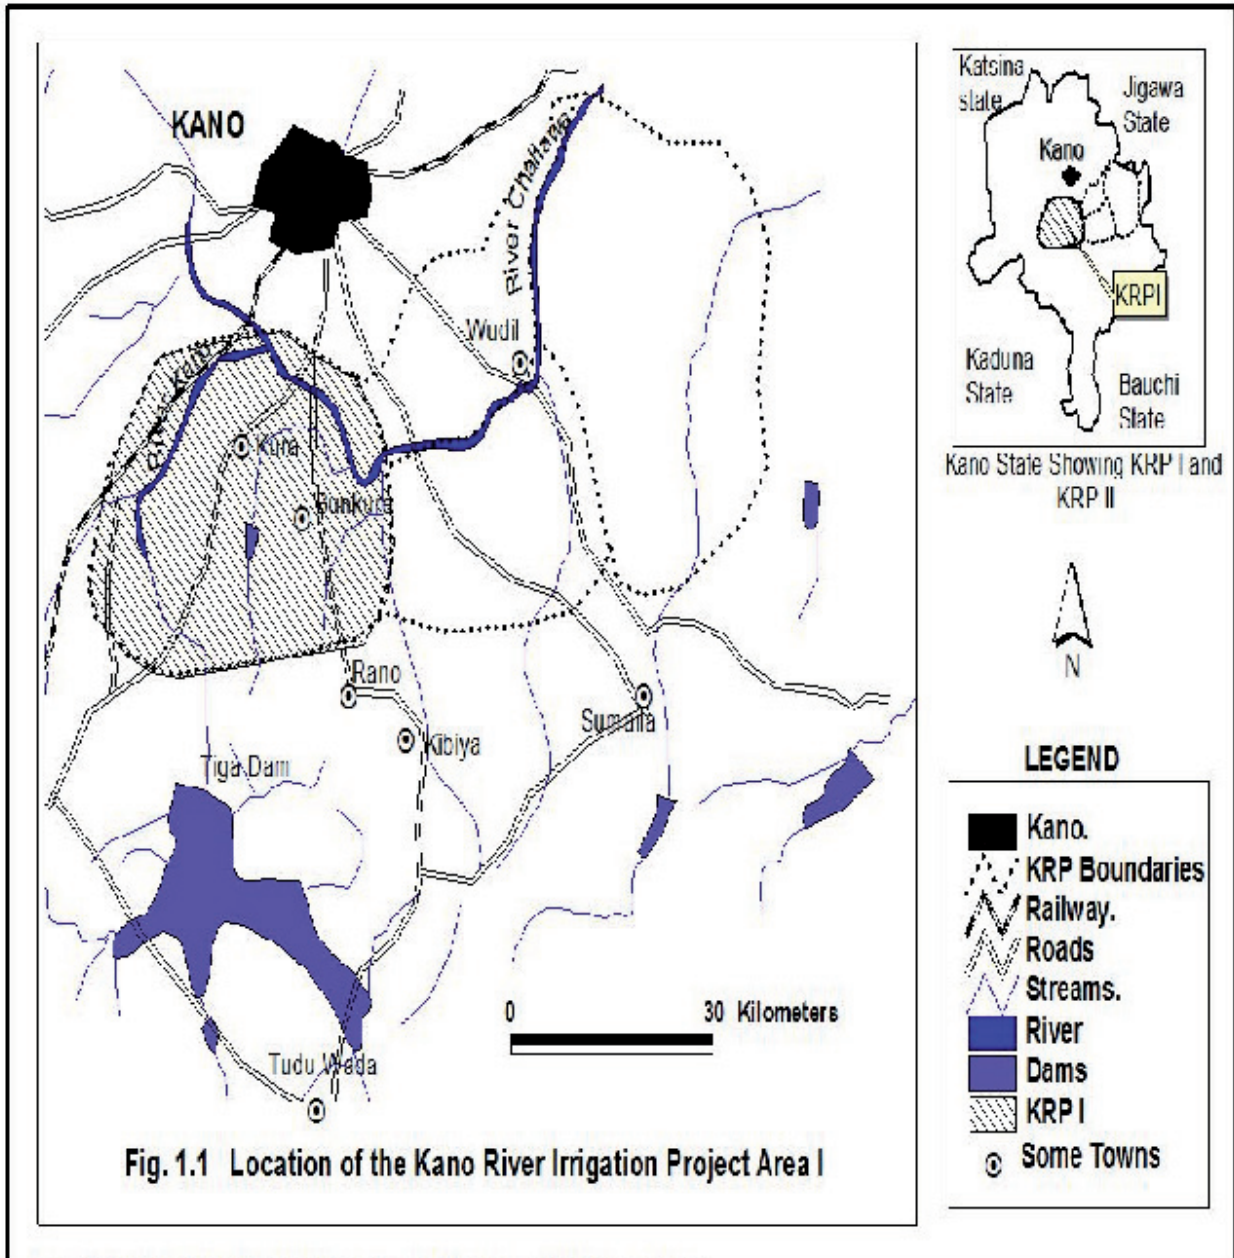 KANO
River Challawa
River Kano
Wudil
Kura
Bunkure
Rano
Kibiya
Sumaila
Tiga Dam
Tudu Wada
0 30 Kilometers
Fig. 1.1 Location of the Kano River Irrigation Project Area I
Katsina
state
Jigawa
State
Kano
KRPI
Kaduna
State
Bauchi
State
Kano State Showing KRP I and
KRP II
N
LEGEND
Kano.
KRP Boundaries
Railway.
Roads
Streams.
River
Dams
KRP I
Some Towns